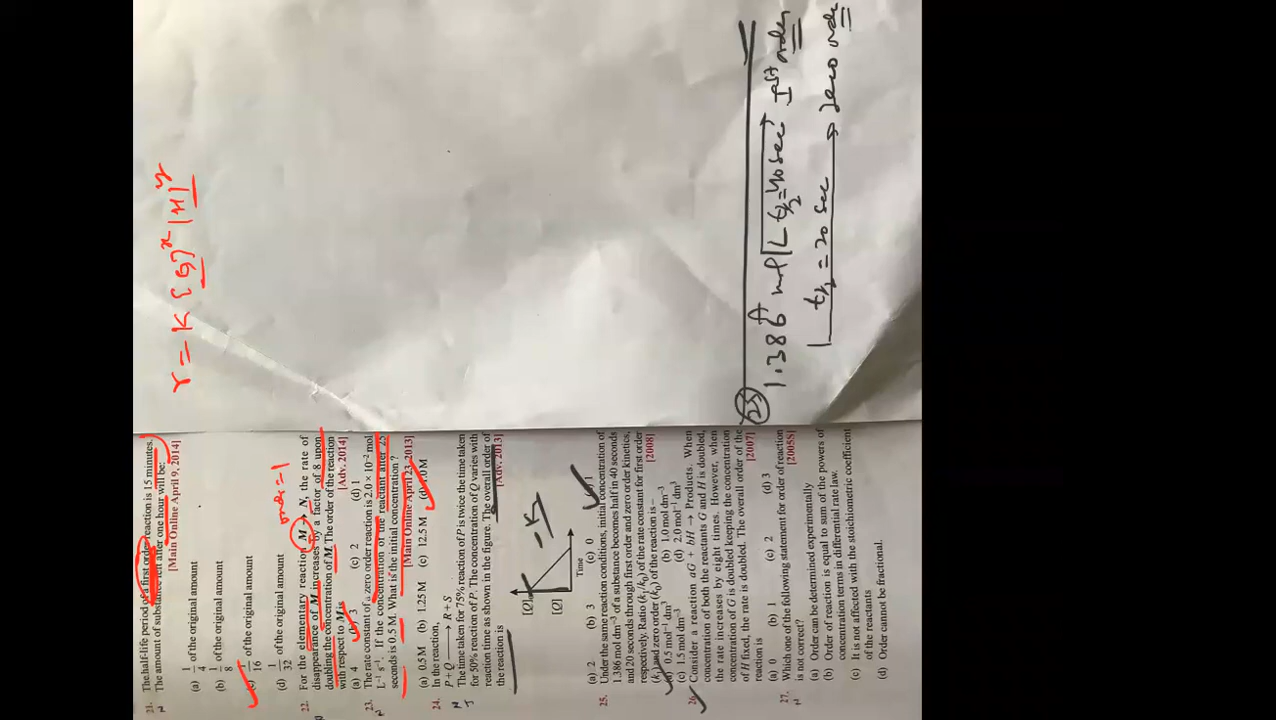 21. The half-life period of a first order reaction is 15 minutes.
The amount of substance left after one hour will be:
[Main Online April 9, 2014]
(a) 1/4 of the original amount
(b) 1/8 of the original amount
(c) 1/16 of the original amount
(d) 1/32 of the original amount
order = 1
22. For the elementary reaction M → N, the rate of
disappearance of M increases by a factor of 8 upon
doubling the concentration of M. The order of the reaction
with respect to M is
[Adv. 2014]
(a) 4 (b) 3 (c) 2 (d) 1
23. The rate constant of a zero order reaction is 2.0 × 10⁻² mol
L⁻¹ s⁻¹. If the concentration of the reactant after 25
seconds is 0.5 M. What is the initial concentration ?
[Main Online April 23, 2013]
(a) 0.5 M (b) 1.25 M (c) 12.5 M (d) 1.0 M
24. In the reaction,
P + Q → R + S
The time taken for 75% reaction of P is twice the time taken
for 50% reaction of P. The concentration of Q varies with
reaction time as shown in the figure. The overall order of
the reaction is
[Adv. 2013]
[Q]
[Q]
Time
-K
(a) 2 (b) 3 (c) 0 (d) 1
25. Under the same reaction conditions, initial concentration of
1.386 mol dm⁻³ of a substance becomes half in 40 seconds
and 20 seconds through first order and zero order kinetics,
respectively. Ratio (k₁/k₀) of the rate constant for first order
(k₁) and zero order (k₀) of the reaction is –
[2008]
(a) 0.5 mol⁻¹ dm³ (b) 1.0 mol dm⁻³
(c) 1.5 mol dm⁻³ (d) 2.0 mol⁻¹ dm³
26. Consider a reaction aG + bH → Products. When
concentration of both the reactants G and H is doubled,
the rate increases by eight times. However, when
concentration of G is doubled keeping the concentration
of H fixed, the rate is doubled. The overall order of the
reaction is
[2007]
(a) 0 (b) 1 (c) 2 (d) 3
27. Which one of the following statement for order of reaction
is not correct?
[2005S]
(a) Order can be determined experimentally
(b) Order of reaction is equal to sum of the powers of
concentration terms in differential rate law.
(c) It is not affected with the stoichiometric coefficient
of the reactants
(d) Order cannot be fractional.
r = K [G]ˣ [H]ʸ
25
1.386 mol/L t½ = 40 sec Ist order
t½ = 20 sec → zero order